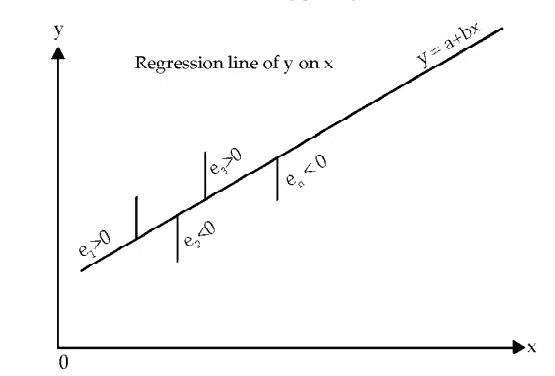 y
Regression line of y on x
y = a+bx
e₃>0
eₙ < 0
e₁>0
e₂<0
x
0